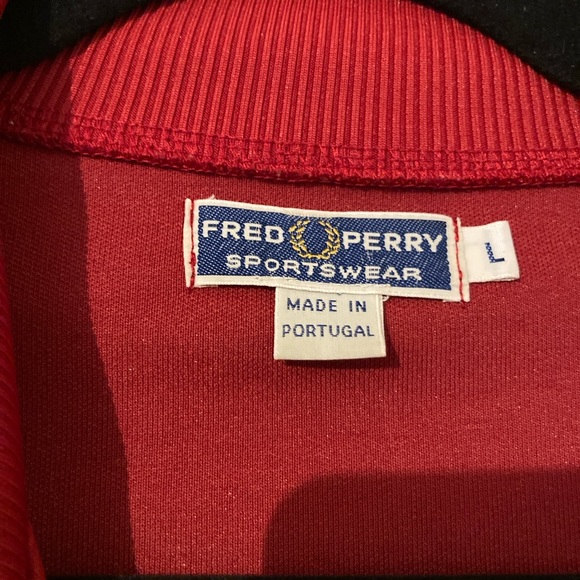 FRED PERRY
SPORTSWEAR
L
MADE IN
PORTUGAL